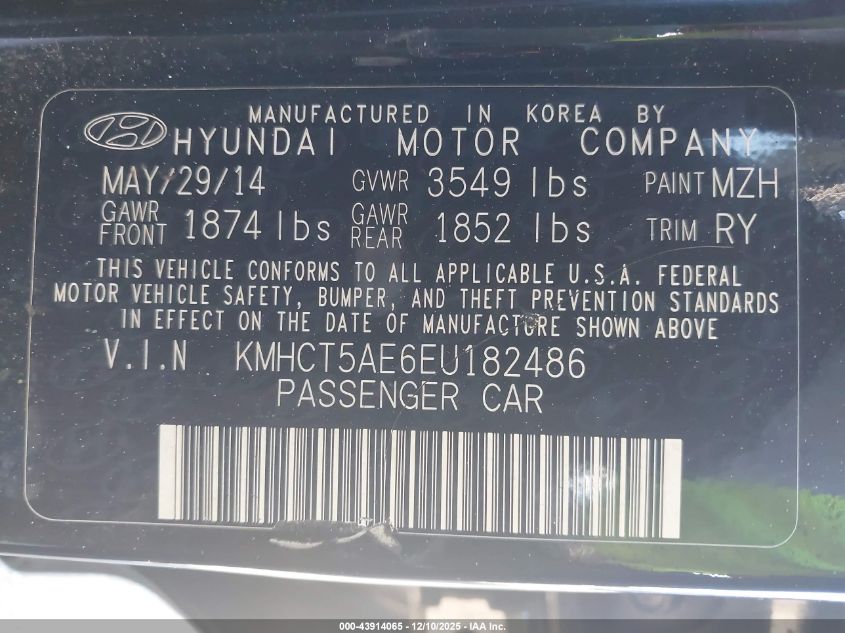 MANUFACTURED IN KOREA BY
HYUNDAI MOTOR COMPANY
MAY/29/14 GVWR 3549 lbs PAINT MZH
GAWR FRONT 1874 lbs GAWR REAR 1852 lbs TRIM RY
THIS VEHICLE CONFORMS TO ALL APPLICABLE U.S.A. FEDERAL
MOTOR VEHICLE SAFETY, BUMPER, AND THEFT PREVENTION STANDARDS
IN EFFECT ON THE DATE OF MANUFACTURE SHOWN ABOVE
V.I.N KMHCT5AE6EU182486
PASSENGER CAR
000-43914065 - 12/10/2025 - IAA Inc.